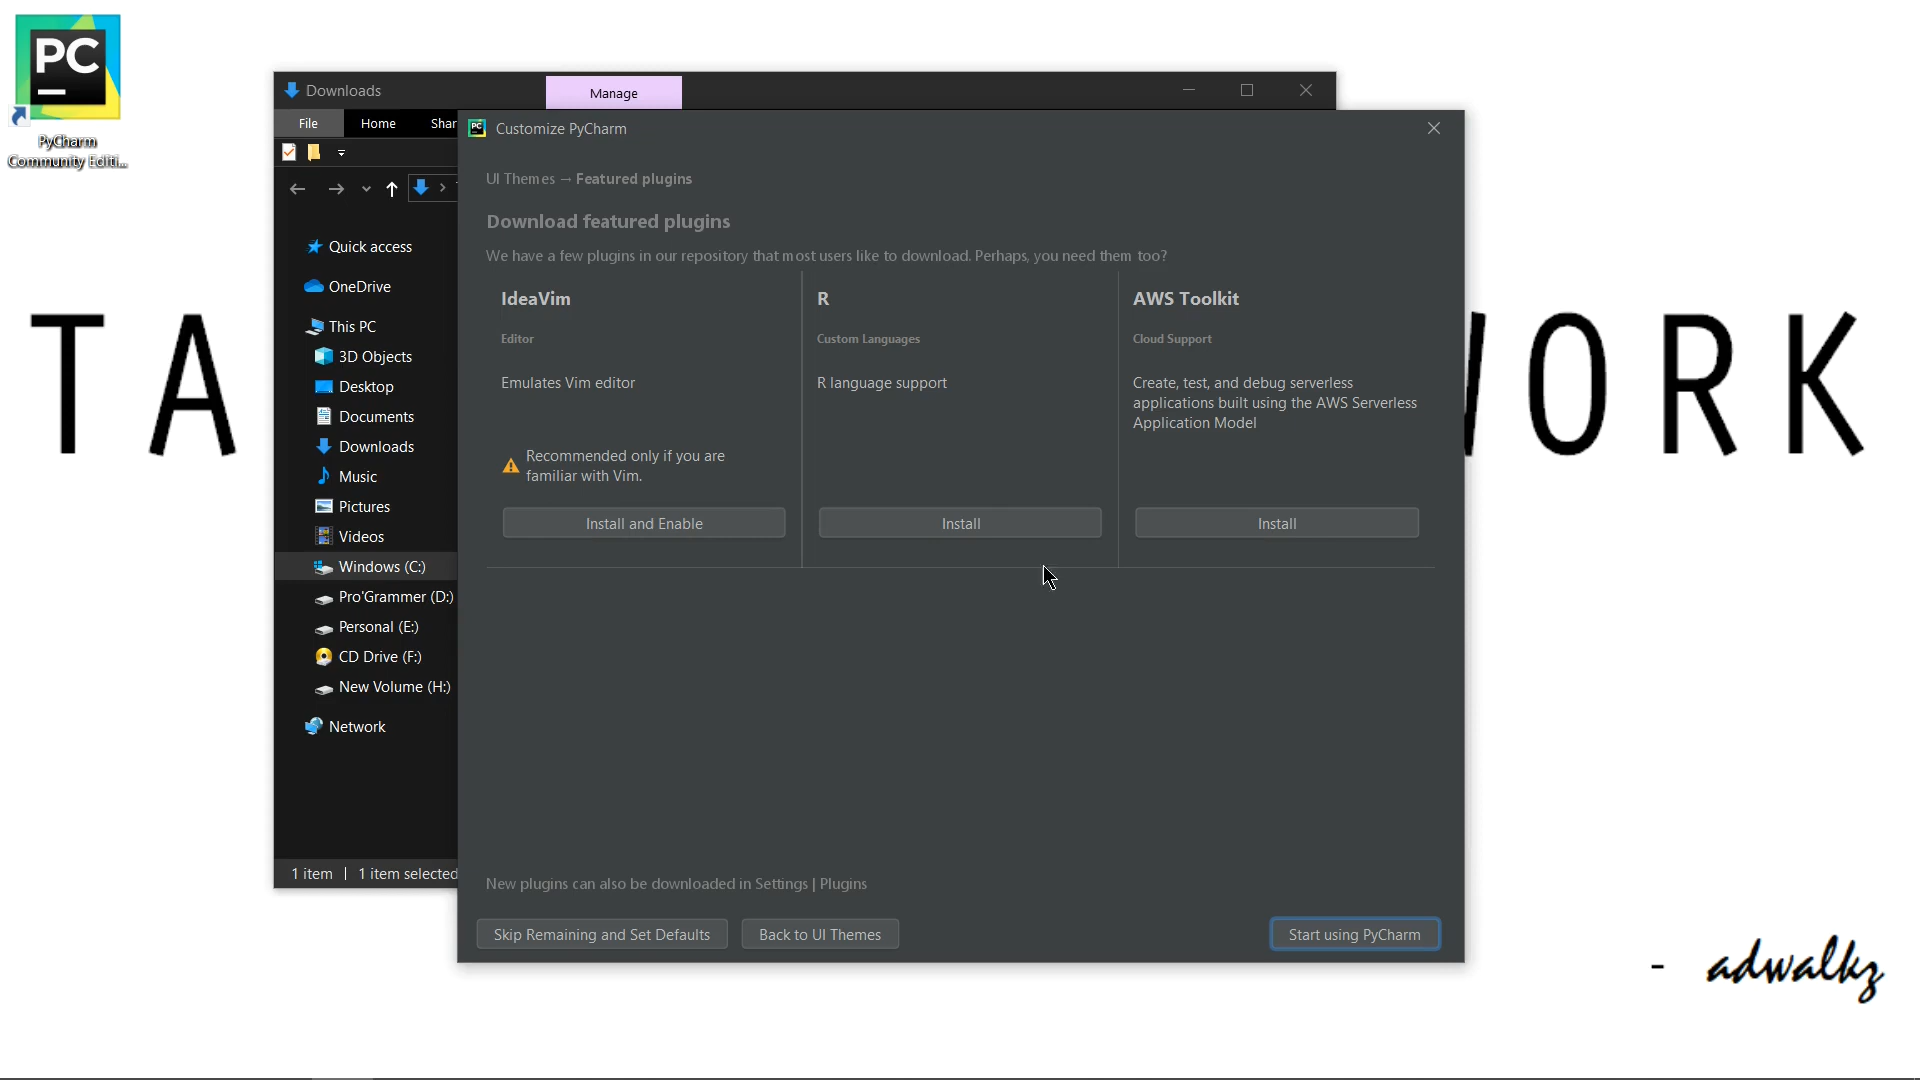 PC
PyCharm
Community Editi...
Downloads
Manage
File
Home
Shar
Customize PyCharm
UI Themes → Featured plugins
Download featured plugins
We have a few plugins in our repository that most users like to download. Perhaps, you need them too?
IdeaVim
Editor
Emulates Vim editor
Recommended only if you are
familiar with Vim.
Install and Enable
R
Custom Languages
R language support
Install
AWS Toolkit
Cloud Support
Create, test, and debug serverless
applications built using the AWS Serverless
Application Model
Install
Quick access
OneDrive
This PC
3D Objects
Desktop
Documents
Downloads
Music
Pictures
Videos
Windows (C:)
Pro'Grammer (D:)
Personal (E:)
CD Drive (F:)
New Volume (H:)
Network
1 item
1 item selected
New plugins can also be downloaded in Settings | Plugins
Skip Remaining and Set Defaults
Back to UI Themes
Start using PyCharm
TA
ORK
- adwalkz